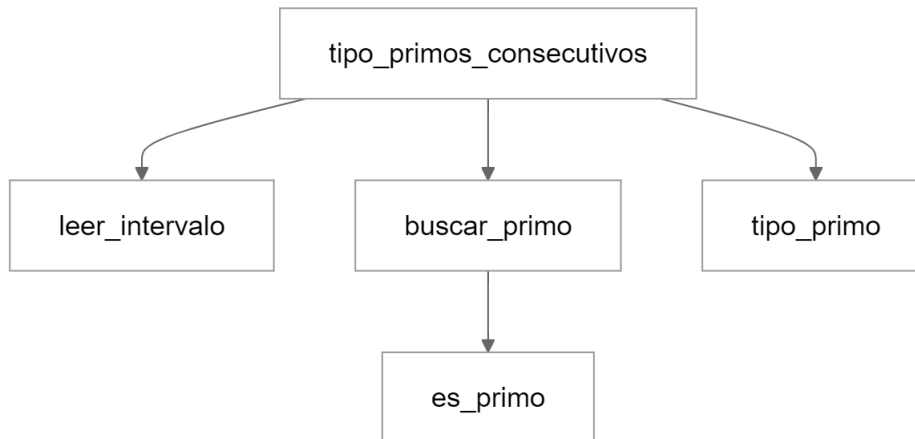 tipo_primos_consecutivos
leer_intervalo
buscar_primo
tipo_primo
es_primo